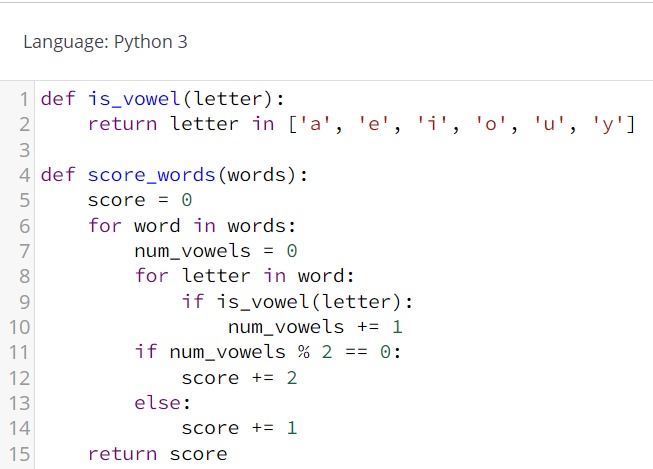 Language: Python 3
1 def is_vowel(letter):
2     return letter in ['a', 'e', 'i', 'o', 'u', 'y']
3
4 def score_words(words):
5     score = 0
6     for word in words:
7         num_vowels = 0
8         for letter in word:
9             if is_vowel(letter):
10                 num_vowels += 1
11         if num_vowels % 2 == 0:
12             score += 2
13         else:
14             score += 1
15     return score